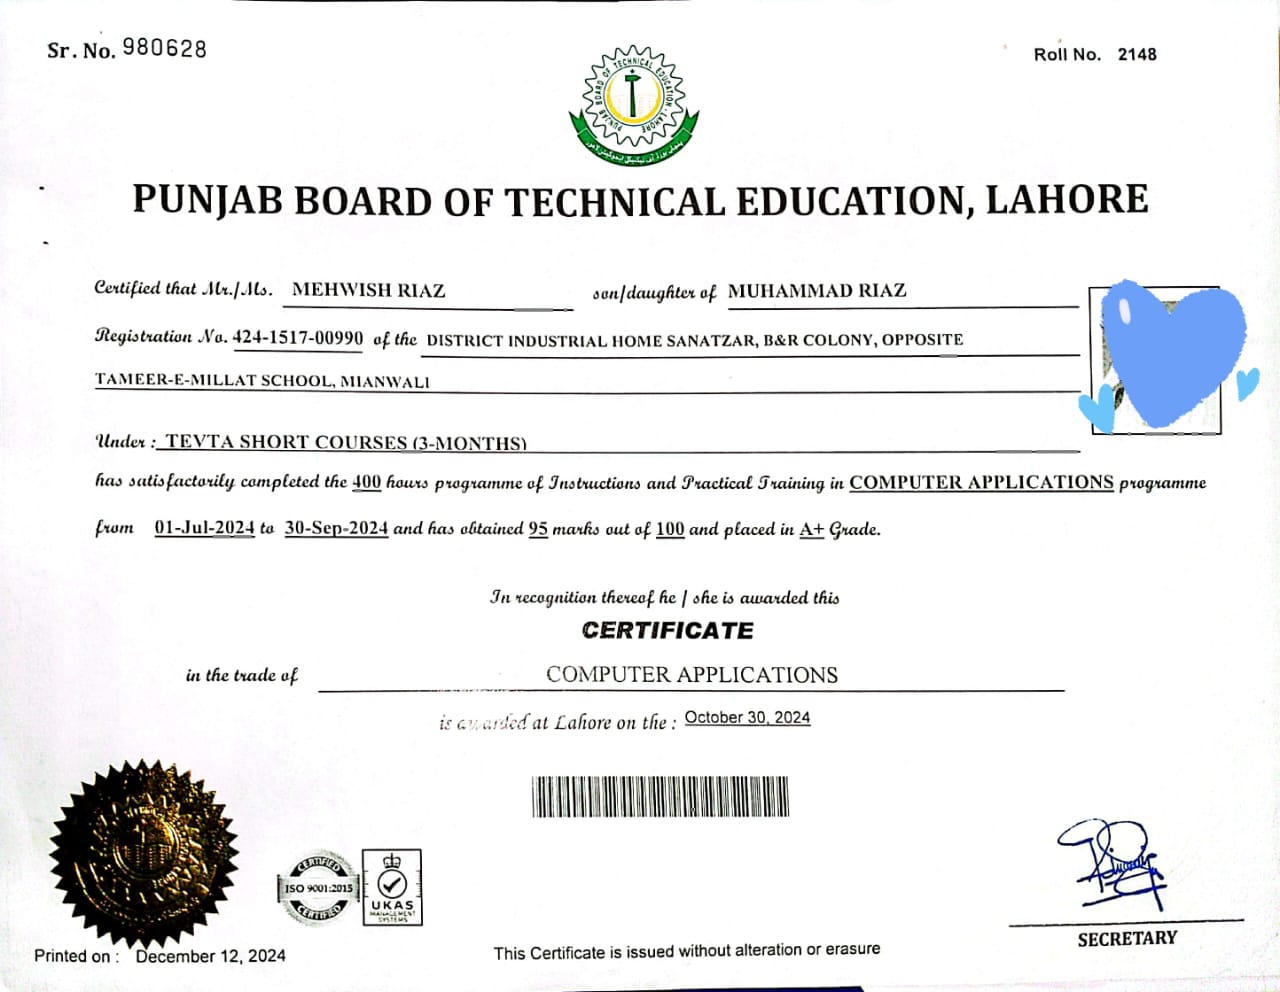 Sr. No. 980628
Roll No. 2148
PUNJAB BOARD OF TECHNICAL EDUCATION, LAHORE
PUNJAB BOARD OF TECHNICAL EDUCATION, LAHORE
Certified that Mr./Ms. MEHWISH RIAZ son/daughter of MUHAMMAD RIAZ
Registration No. 424-1517-00990 of the DISTRICT INDUSTRIAL HOME SANATZAR, B&R COLONY, OPPOSITE
TAMEER-E-MILLAT SCHOOL, MIANWALI
Under : TEVTA SHORT COURSES (3-MONTHS)
has satisfactorily completed the 400 hours programme of Instructions and Practical Training in COMPUTER APPLICATIONS programme
from 01-Jul-2024 to 30-Sep-2024 and has obtained 95 marks out of 100 and placed in A+ Grade.
In recognition thereof he / she is awarded this
CERTIFICATE
in the trade of COMPUTER APPLICATIONS
is awarded at Lahore on the : October 30, 2024
CERTIFIED
ISO 9001:2015
CERTIFIED
UKAS
MANAGEMENT
SYSTEMS
SECRETARY
Printed on : December 12, 2024
This Certificate is issued without alteration or erasure